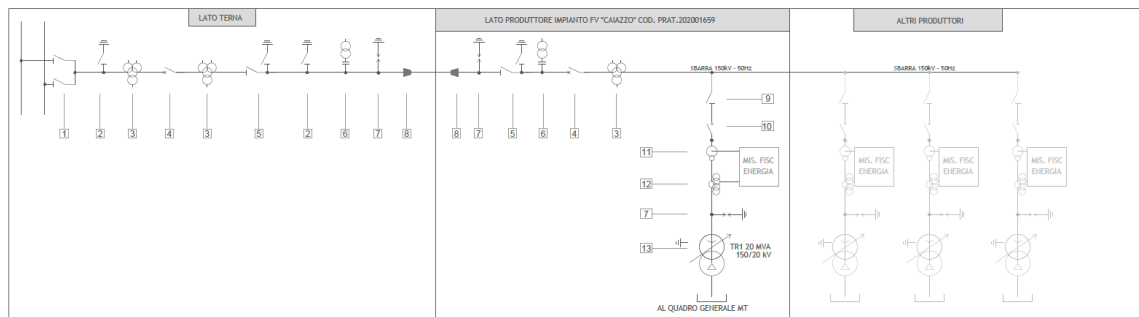 LATO TERNA
LATO PRODUTTORE IMPIANTO FV "CAIAZZO" COD. PRAT.202001659
ALTRI PRODUTTORI
SBARRA 150kV - 50Hz
SBARRA 150kV - 50Hz
1
2
3
4
3
5
2
6
7
8
8
7
5
6
4
3
9
10
11
MIS. FISC
ENERGIA
12
7
13
TR1 20 MVA
150/20 kV
AL QUADRO GENERALE MT
MIS. FISC
ENERGIA
MIS. FISC
ENERGIA
MIS. FISC
ENERGIA